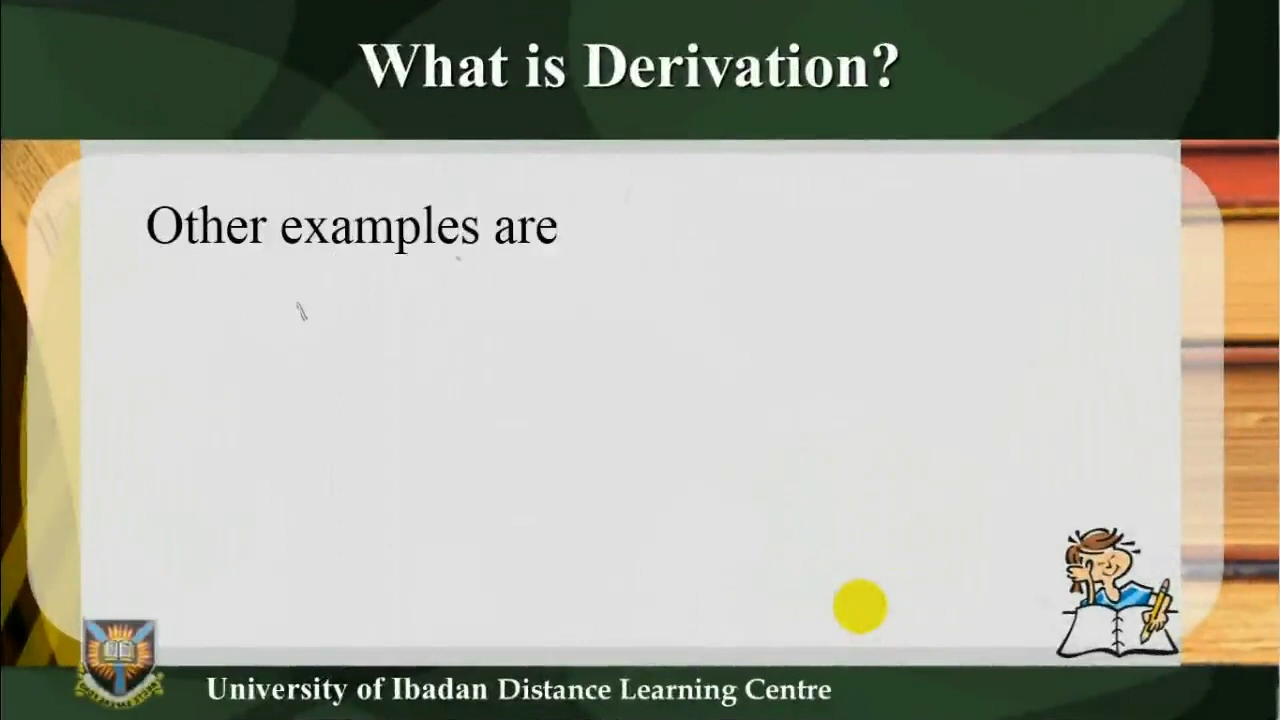 What is Derivation?
Other examples are
University of Ibadan Distance Learning Centre